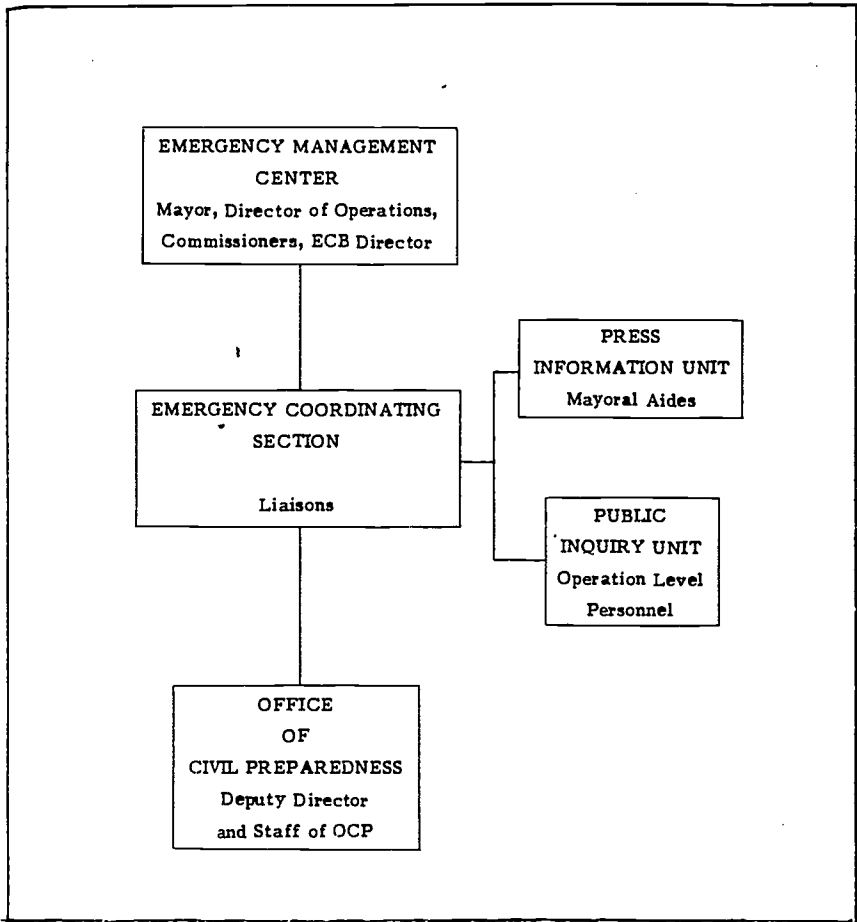 EMERGENCY MANAGEMENT
CENTER
Mayor, Director of Operations,
Commissioners, ECB Director
EMERGENCY COORDINATING
SECTION
Liaisons
PRESS
INFORMATION UNIT
Mayoral Aides
PUBLIC
INQUIRY UNIT
Operation Level
Personnel
OFFICE
OF
CIVIL PREPAREDNESS
Deputy Director
and Staff of OCP